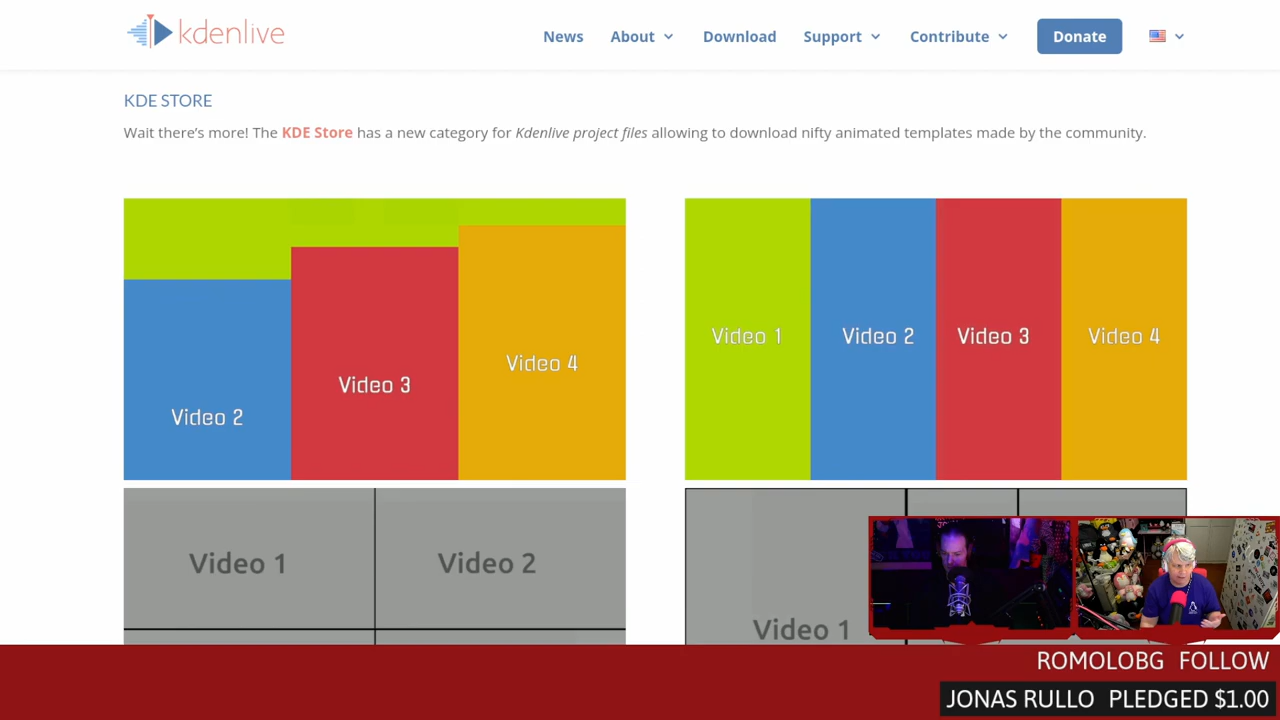 kdenlive
News About Download Support Contribute Donate
KDE STORE
Wait there's more! The KDE Store has a new category for Kdenlive project files allowing to download nifty animated templates made by the community.
Video 2
Video 3
Video 4
Video 1
Video 2
Video 3
Video 4
Video 1
Video 2
Video 1
ROMOLOBG FOLLOW
JONAS RULLO PLEDGED $1.00